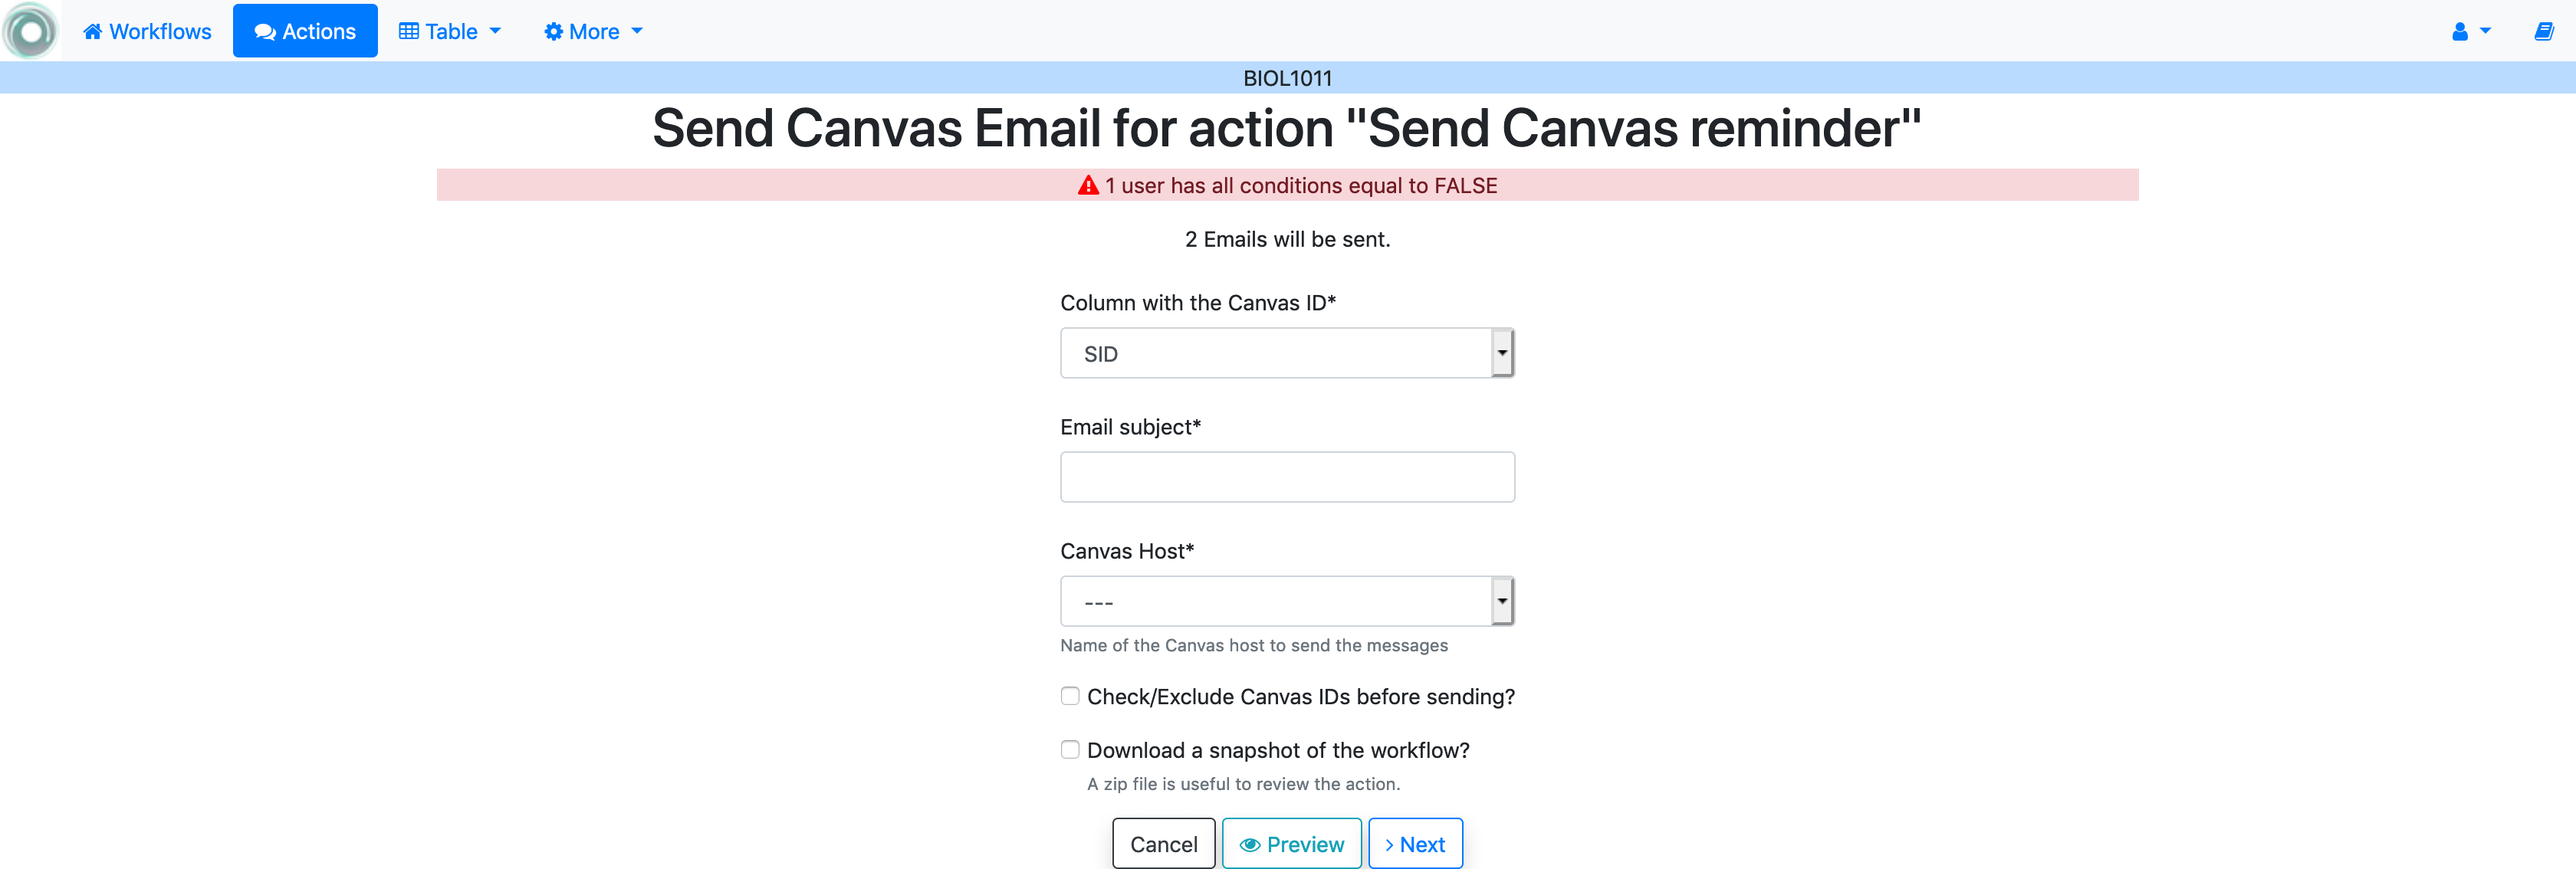 Workflows Actions Table More
BIOL1011
Send Canvas Email for action "Send Canvas reminder"
1 user has all conditions equal to FALSE
2 Emails will be sent.
Column with the Canvas ID*
SID
Email subject*
Canvas Host*
---
Name of the Canvas host to send the messages
Check/Exclude Canvas IDs before sending?
Download a snapshot of the workflow?
A zip file is useful to review the action.
Cancel Preview Next